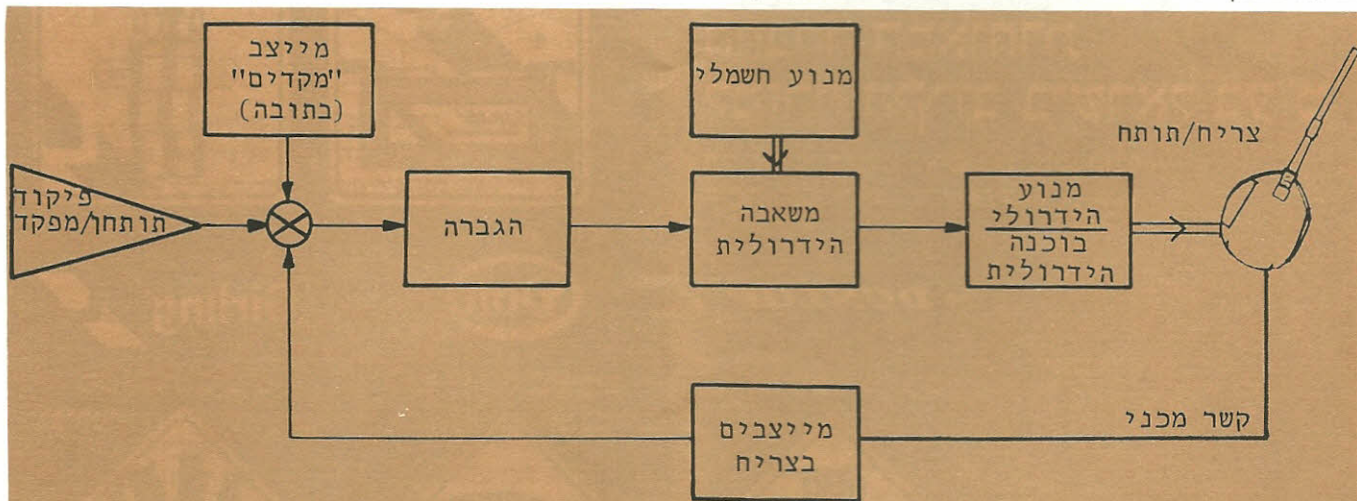 מייצב
"מקדים"
(בתובה)
מנוע חשמלי
צריח/תותח
פיקוד
תותחן/מפקד
הגברה
משאבה
הידרולית
מנוע
הידרולי
בוכנה
הידרולית
מייצבים
בצריח
קשר מכני